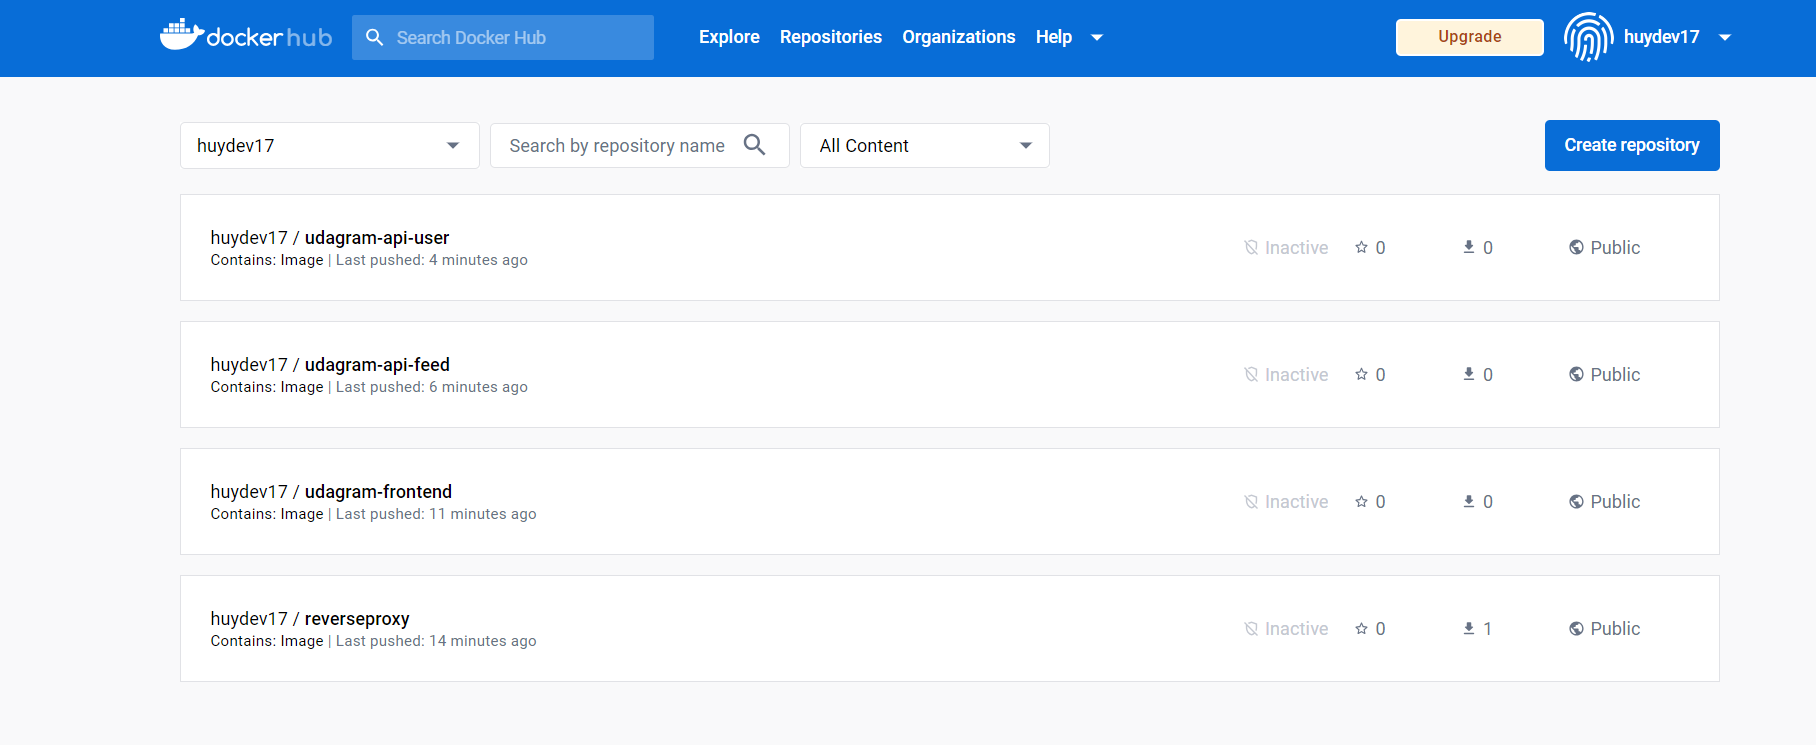 docker hub
Search Docker Hub
Explore Repositories Organizations Help
Upgrade
huydev17
huydev17
Search by repository name
All Content
Create repository
huydev17 / udagram-api-user
Contains: Image | Last pushed: 4 minutes ago
Inactive 0 0 Public
huydev17 / udagram-api-feed
Contains: Image | Last pushed: 6 minutes ago
Inactive 0 0 Public
huydev17 / udagram-frontend
Contains: Image | Last pushed: 11 minutes ago
Inactive 0 0 Public
huydev17 / reverseproxy
Contains: Image | Last pushed: 14 minutes ago
Inactive 0 1 Public